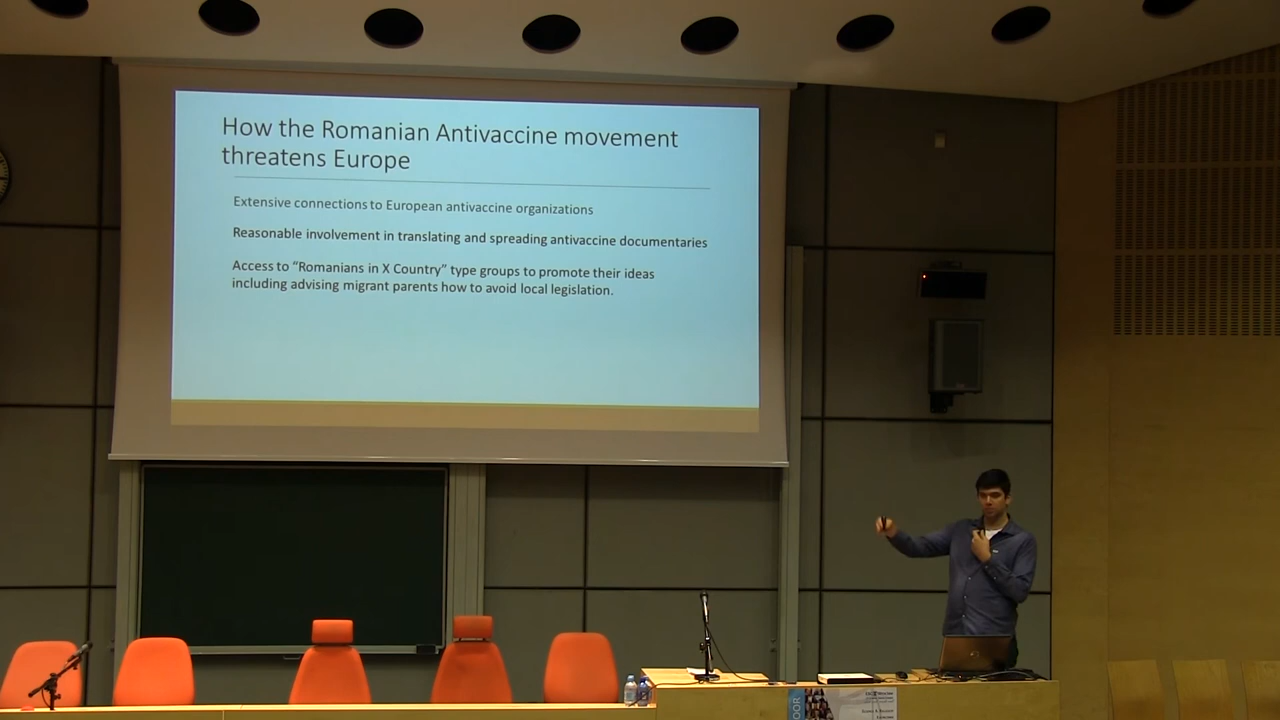 How the Romanian Antivaccine movement
threatens Europe
Extensive connections to European antivaccine organizations
Reasonable involvement in translating and spreading antivaccine documentaries
Access to “Romanians in X Country” type groups to promote their ideas
including advising migrant parents how to avoid local legislation.